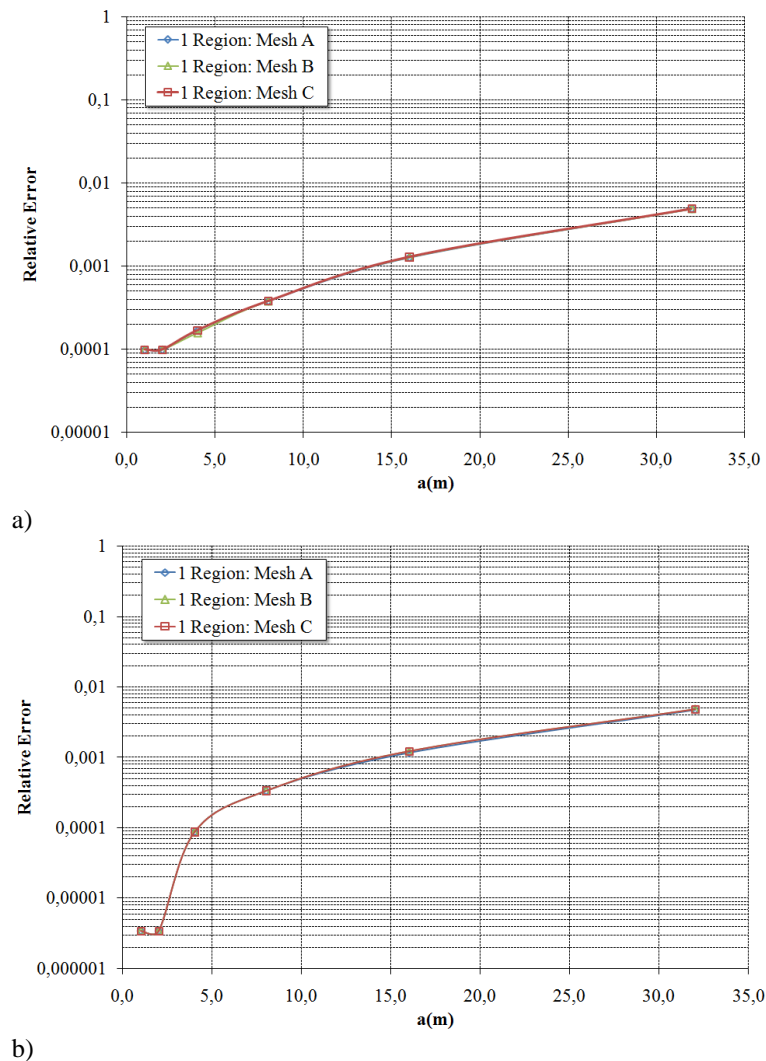 1
1 Region: Mesh A
1 Region: Mesh B
1 Region: Mesh C
0,1
0,01
0,001
0,0001
0,00001
Relative Error
0,0 5,0 10,0 15,0 20,0 25,0 30,0 35,0
a(m)
a)
1
1 Region: Mesh A
1 Region: Mesh B
1 Region: Mesh C
0,1
0,01
0,001
0,0001
0,00001
0,000001
Relative Error
0,0 5,0 10,0 15,0 20,0 25,0 30,0 35,0
a(m)
b)